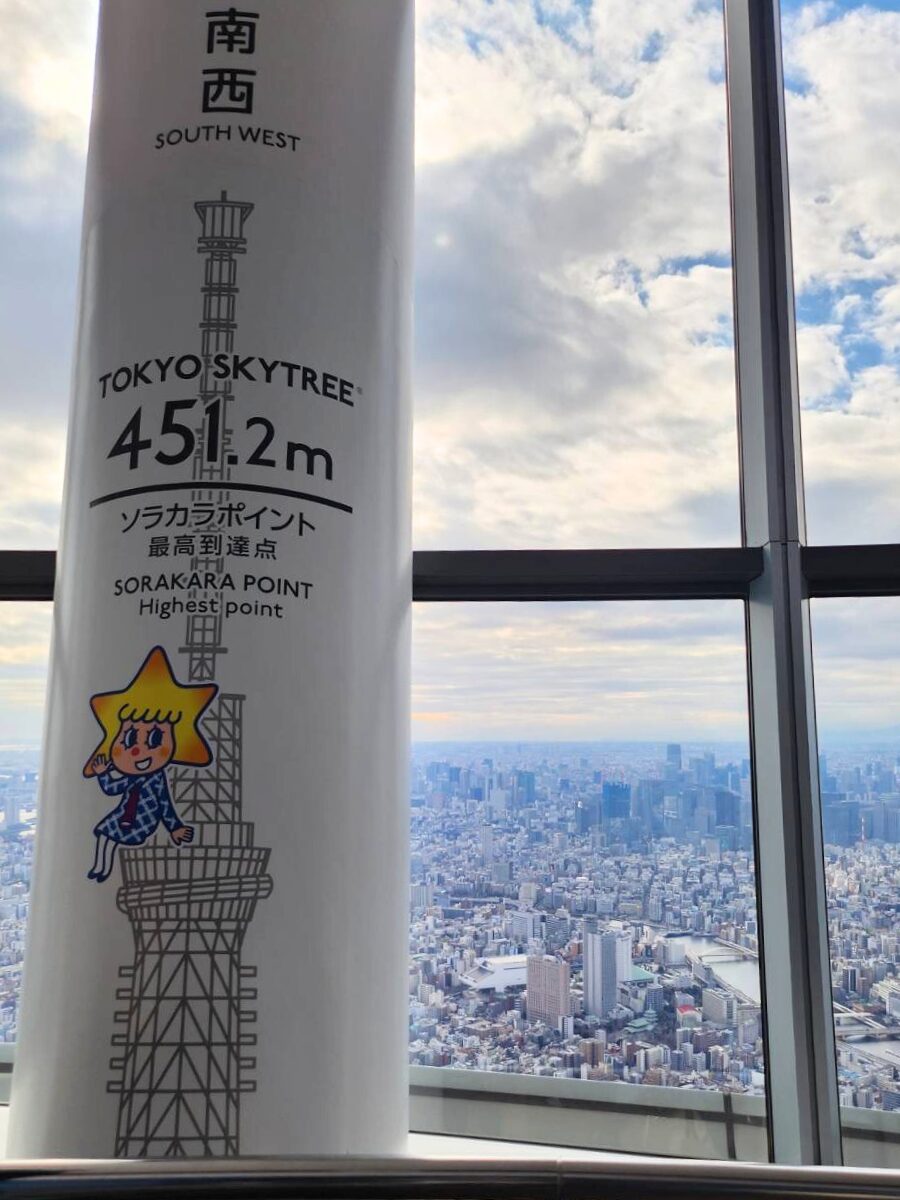 南
西
SOUTH WEST
TOKYO SKYTREE®
451.2m
ソラカラポイント
最高到達点
SORAKARA POINT
Highest point